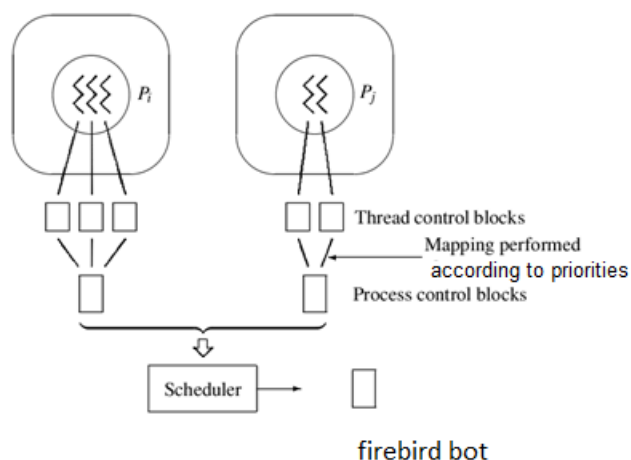 Pi
Pj
Thread control blocks
Mapping performed
according to priorities
Process control blocks
Scheduler
firebird bot